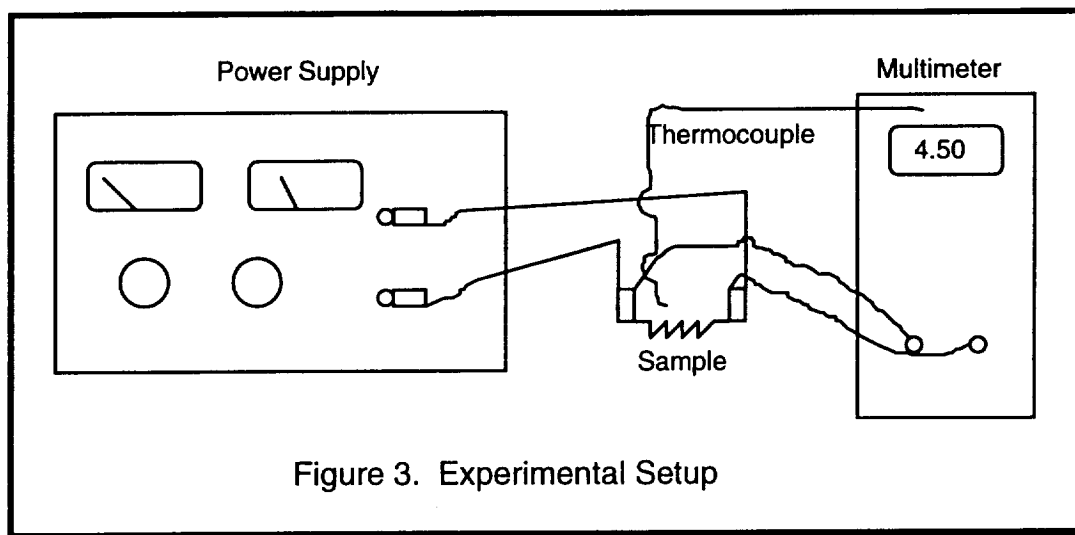 Power Supply
Multimeter
Thermocouple
4.50
Sample
Figure 3. Experimental Setup